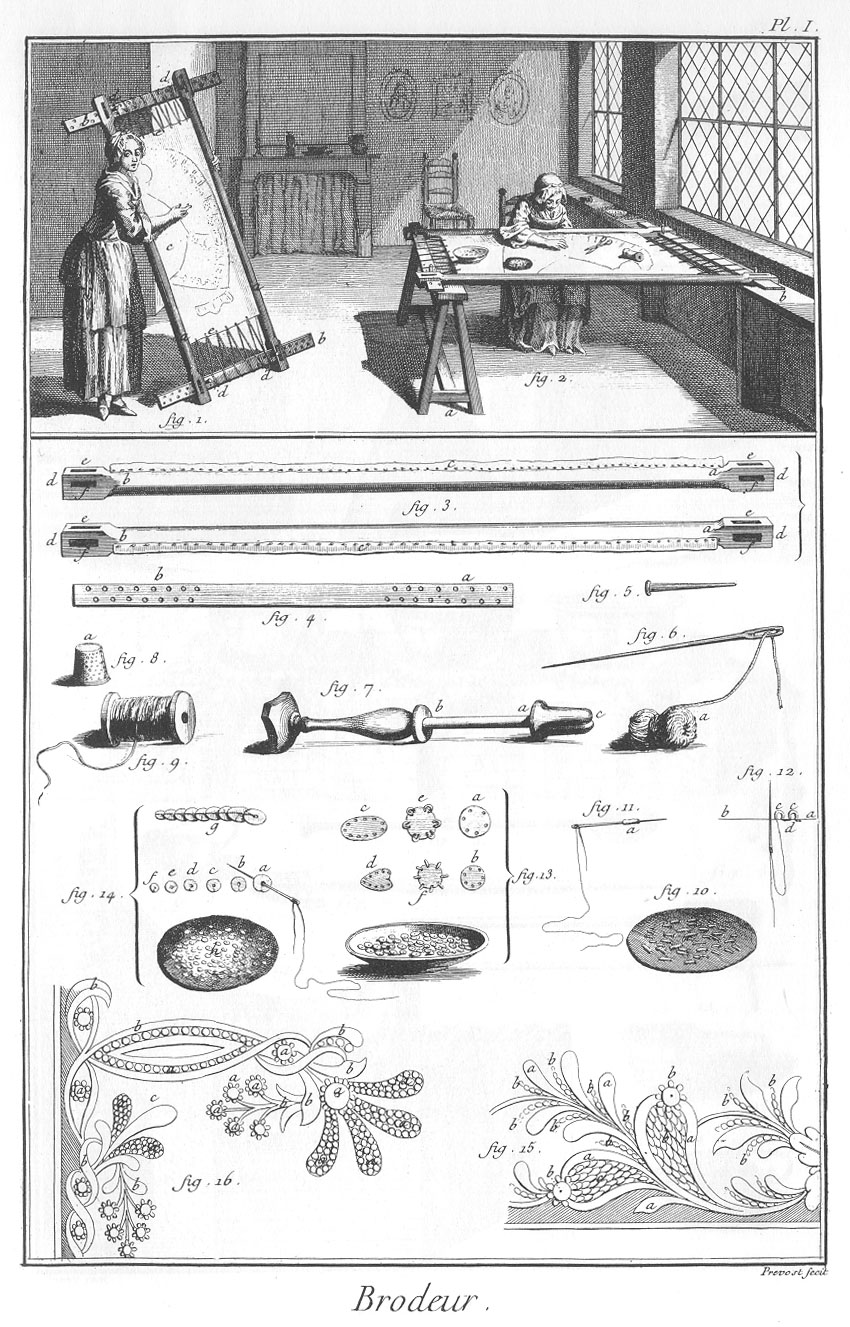 Pl. I.
d
d
b
c
e
b
d
d
fig. 1.
fig. 2.
b
a
e c e
d f b a f d
fig. 3.
e e
d f b c a f d
b a
fig. 4.
fig. 5.
fig. 6.
a
a
fig. 8.
fig. 7.
b a c
fig. 9.
fig. 12.
g
c e a
fig. 11.
a
b e c a
d
f e d c b a
d f b
fig. 14.
fig. 13.
fig. 10.
h
b
b b
a a
a
b
a a
c
a a
b b
a
a a
b
b
a a
a
fig. 16.
b
a b b
b b a b b
b
fig. 15.
b a
b a
b
a
Prevost fecit
Brodeur.